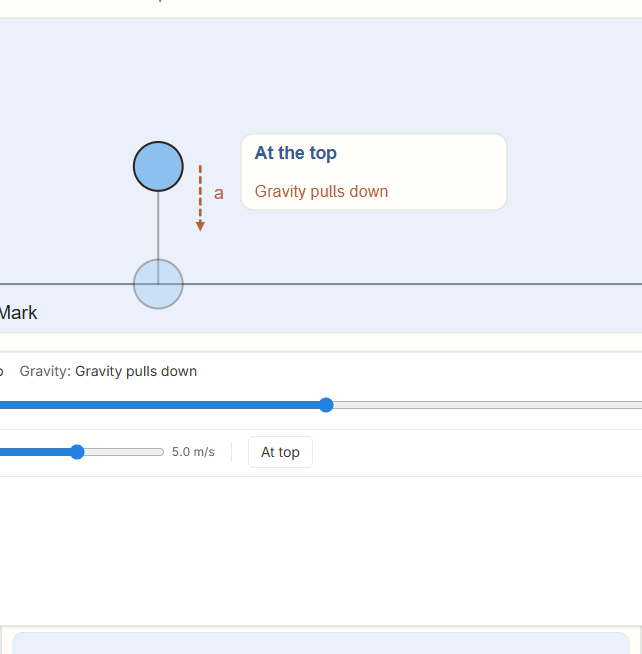 At the top
a
Gravity pulls down
Mark
Gravity: Gravity pulls down
5.0 m/s
At top